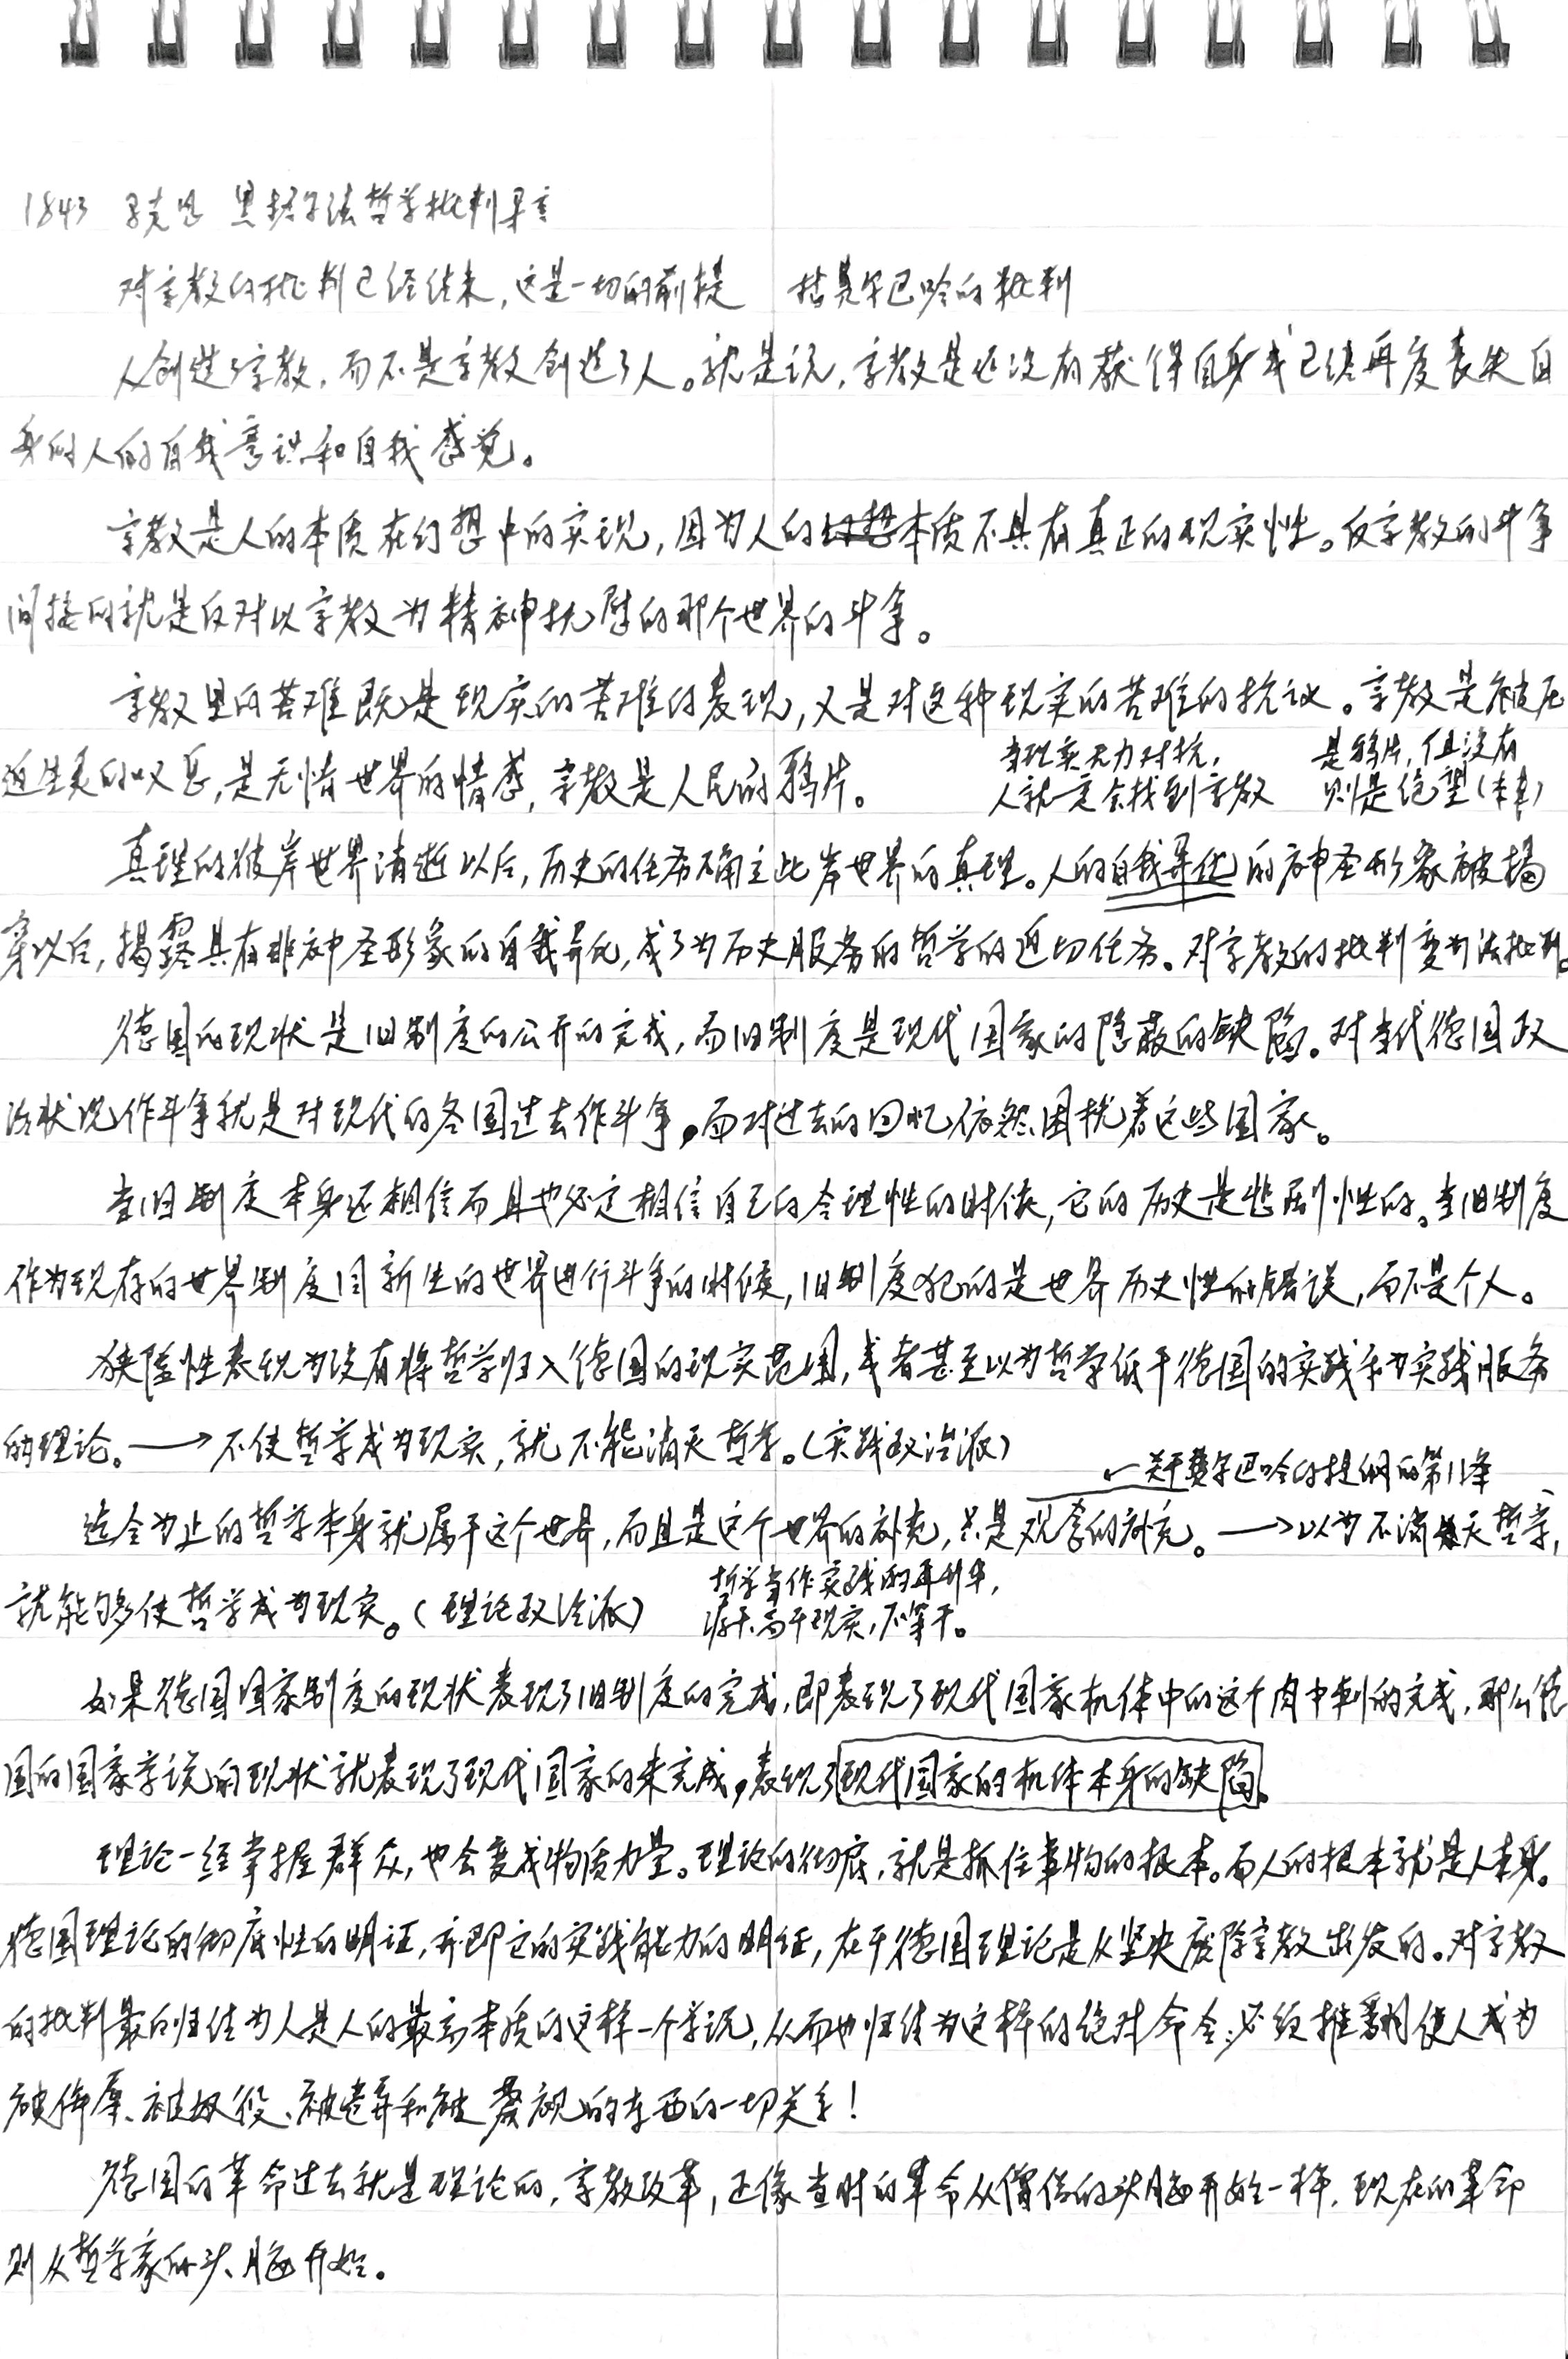 1843 马克思 黑格尔法哲学批判导言
对宗教的批判已经结束，这是一切的前提 指费尔巴哈的批判
人创造了宗教，而不是宗教创造了人。就是说，宗教是还没有获得自身或已经再度丧失自
身的人的自我意识和自我感觉。
宗教是人的本质在幻想中的实现，因为人的本质不具有真正的现实性。反宗教的斗争
间接的就是反对以宗教为精神抚慰的那个世界的斗争。
宗教里的苦难既是现实的苦难的表现，又是对这种现实的苦难的抗议。宗教是被压
迫生灵的叹息，是无情世界的情感，宗教是人民的鸦片。
当现实无力对抗，
人就一定会找到宗教
是鸦片，但没有
则是绝望（本身）
真理的彼岸世界消逝以后，历史的任务确立此岸世界的真理。人的自我异化的神圣形象被揭
穿以后，揭露具有非神圣形象的自我异化，成了为历史服务的哲学的迫切任务。对宗教的批判变为法批判。
德国的现状是旧制度的公开的完成，而旧制度是现代国家的隐蔽的缺陷。对当代德国政
治状况作斗争就是对现代的各国过去作斗争，而对过去的回忆依然困扰着这些国家。
当旧制度本身还相信而且也必定相信自己的合理性的时候，它的历史是悲剧性的。当旧制度
作为现存的世界制度同新生的世界进行斗争的时候，旧制度犯的是世界历史性的错误，而不是个人。
狭隘性表现为没有将哲学归入德国的现实范围，或者甚至以为哲学低于德国的实践和为实践服务
的理论。→不使哲学成为现实，就不能消灭哲学。（实践政治派）
←关于费尔巴哈的提纲的第11条
迄今为止的哲学本身就属于这个世界，而且是这个世界的补充，只是观念的补充。→以为不消灭哲学，
就能够使哲学成为现实。（理论政治派）
哲学当作实践的再升华，
高于现实，不等于。
如果德国国家制度的现状表现了旧制度的完成，即表现了现代国家机体中的这个肉中刺的完成，那么德
国的国家学说的现状就表现了现代国家的未完成，表现了现代国家的机体本身的缺陷。
理论一经掌握群众，也会变成物质力量。理论的彻底，就是抓住事物的根本。而人的根本就是人本身。
德国理论的彻底性的明证，亦即它的实践能力的明证，在于德国理论是从坚决废除宗教出发的。对宗教
的批判最后归结为人是人的最高本质的这样一个学说，从而也归结为这样的绝对命令：必须推翻使人成为
被侮辱、被奴役、被遗弃和被蔑视的东西的一切关系！
德国的革命过去就是理论的，宗教改革，正像当时的革命从僧侣的头脑开始一样，现在的革命
则从哲学家的头脑开始。